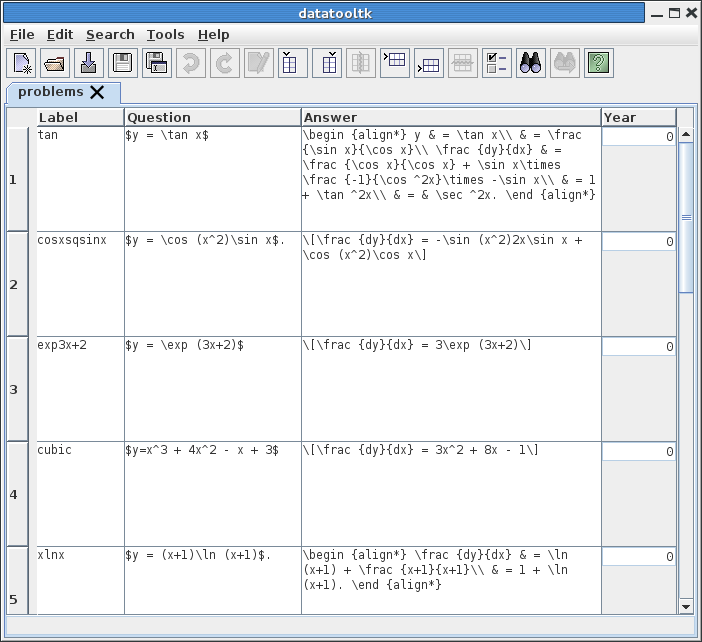 datatooltk
File Edit Search Tools Help
problems
Label Question Answer Year
1 tan $y = \tan x$ \begin {align*} y & = \tan x\\ & = \frac 0
{\sin x}{\cos x}\\ \frac {dy}{dx} & =
\frac {\cos x}{\cos x} + \sin x\times
\frac {-1}{\cos ^2x}\times -\sin x\\ & = 1
+ \tan ^2x\\ & = & \sec ^2x. \end {align*}
2 cosxsqsinx $y = \cos (x^2)\sin x$. \[\frac {dy}{dx} = -\sin (x^2)2x\sin x + 0
\cos (x^2)\cos x\]
3 exp3x+2 $y = \exp (3x+2)$ \[\frac {dy}{dx} = 3\exp (3x+2)\] 0
4 cubic $y=x^3 + 4x^2 - x + 3$ \[\frac {dy}{dx} = 3x^2 + 8x - 1\] 0
5 xlnx $y = (x+1)\ln (x+1)$. \begin {align*} \frac {dy}{dx} & = \ln 0
(x+1) + \frac {x+1}{x+1}\\ & = 1 + \ln
(x+1). \end {align*}